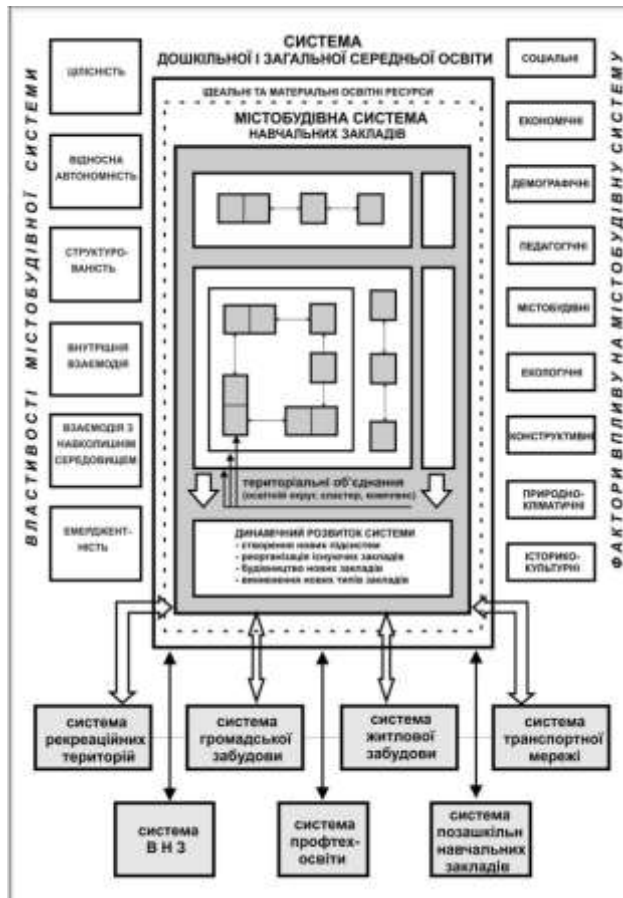 СИСТЕМА
ДОШКІЛЬНОЇ І ЗАГАЛЬНОЇ СЕРЕДНЬОЇ ОСВІТИ
ВЛАСТИВОСТІ МІСТОБУДІВНОЇ СИСТЕМИ
ЦІЛІСНІСТЬ
ВІДНОСНА
АВТОНОМНІСТЬ
СТРУКТУРО-
ВАНІСТЬ
ВНУТРІШНЯ
ВЗАЄМОДІЯ
ВЗАЄМОДІЯ З
НАВКОЛИШНІМ
СЕРЕДОВИЩЕМ
ЕМЕРДЖЕНТ-
НІСТЬ
ІДЕАЛЬНІ ТА МАТЕРІАЛЬНІ ОСВІТНІ РЕСУРСИ
МІСТОБУДІВНА СИСТЕМА
НАВЧАЛЬНИХ ЗАКЛАДІВ
територіальні об'єднання
(освітній округ, кластер, комплекс)
ДИНАМІЧНИЙ РОЗВИТОК СИСТЕМИ
- створення нових підсистем
- реорганізація існуючих закладів
- будівництво нових закладів
- виникнення нових типів закладів
СОЦІАЛЬНІ
ЕКОНОМІЧНІ
ДЕМОГРАФІЧНІ
ПЕДАГОГІЧНІ
МІСТОБУДІВНІ
ЕКОЛОГІЧНІ
КОНСТРУКТИВНІ
ПРИРОДНО-
КЛІМАТИЧНІ
ІСТОРИКО-
КУЛЬТУРНІ
ФАКТОРИ ВПЛИВУ НА МІСТОБУДІВНУ СИСТЕМУ
система
рекреаційних
територій
система
громадської
забудови
система
житлової
забудови
система
транспортної
мережі
система
В Н З
система
профтех-
освіти
система
позашкільн
навчальних
закладів